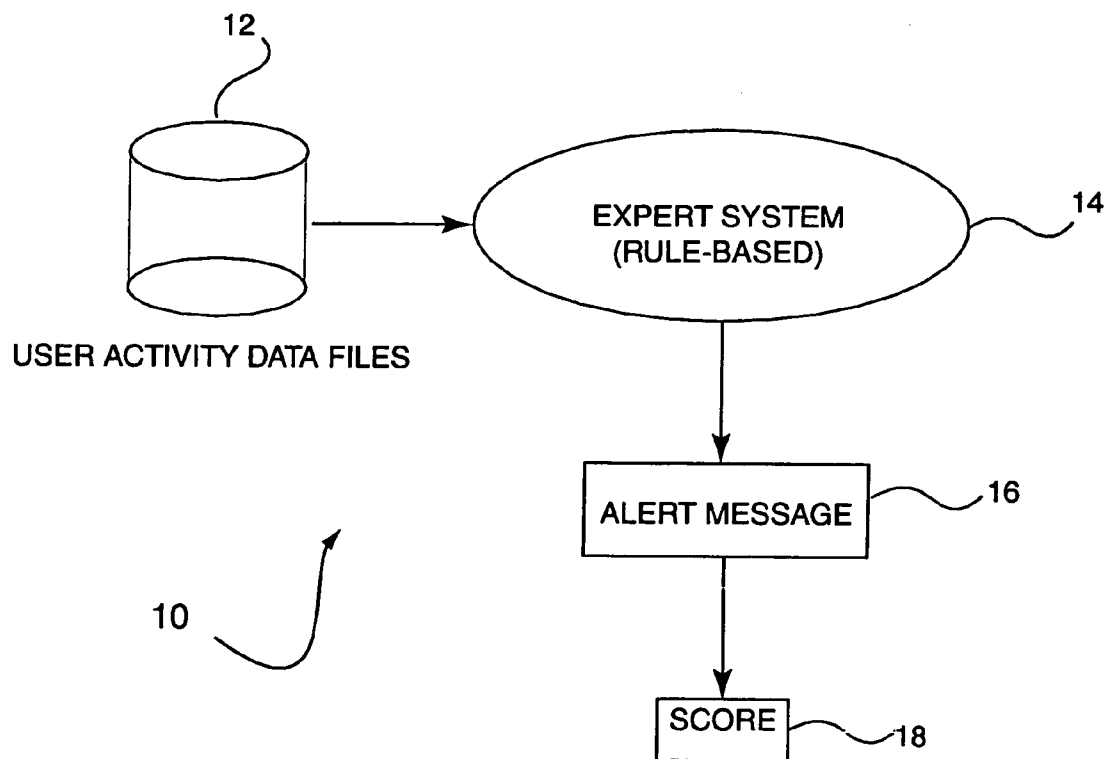 12
EXPERT SYSTEM
(RULE-BASED)
14
USER ACTIVITY DATA FILES
ALERT MESSAGE
16
10
SCORE
18